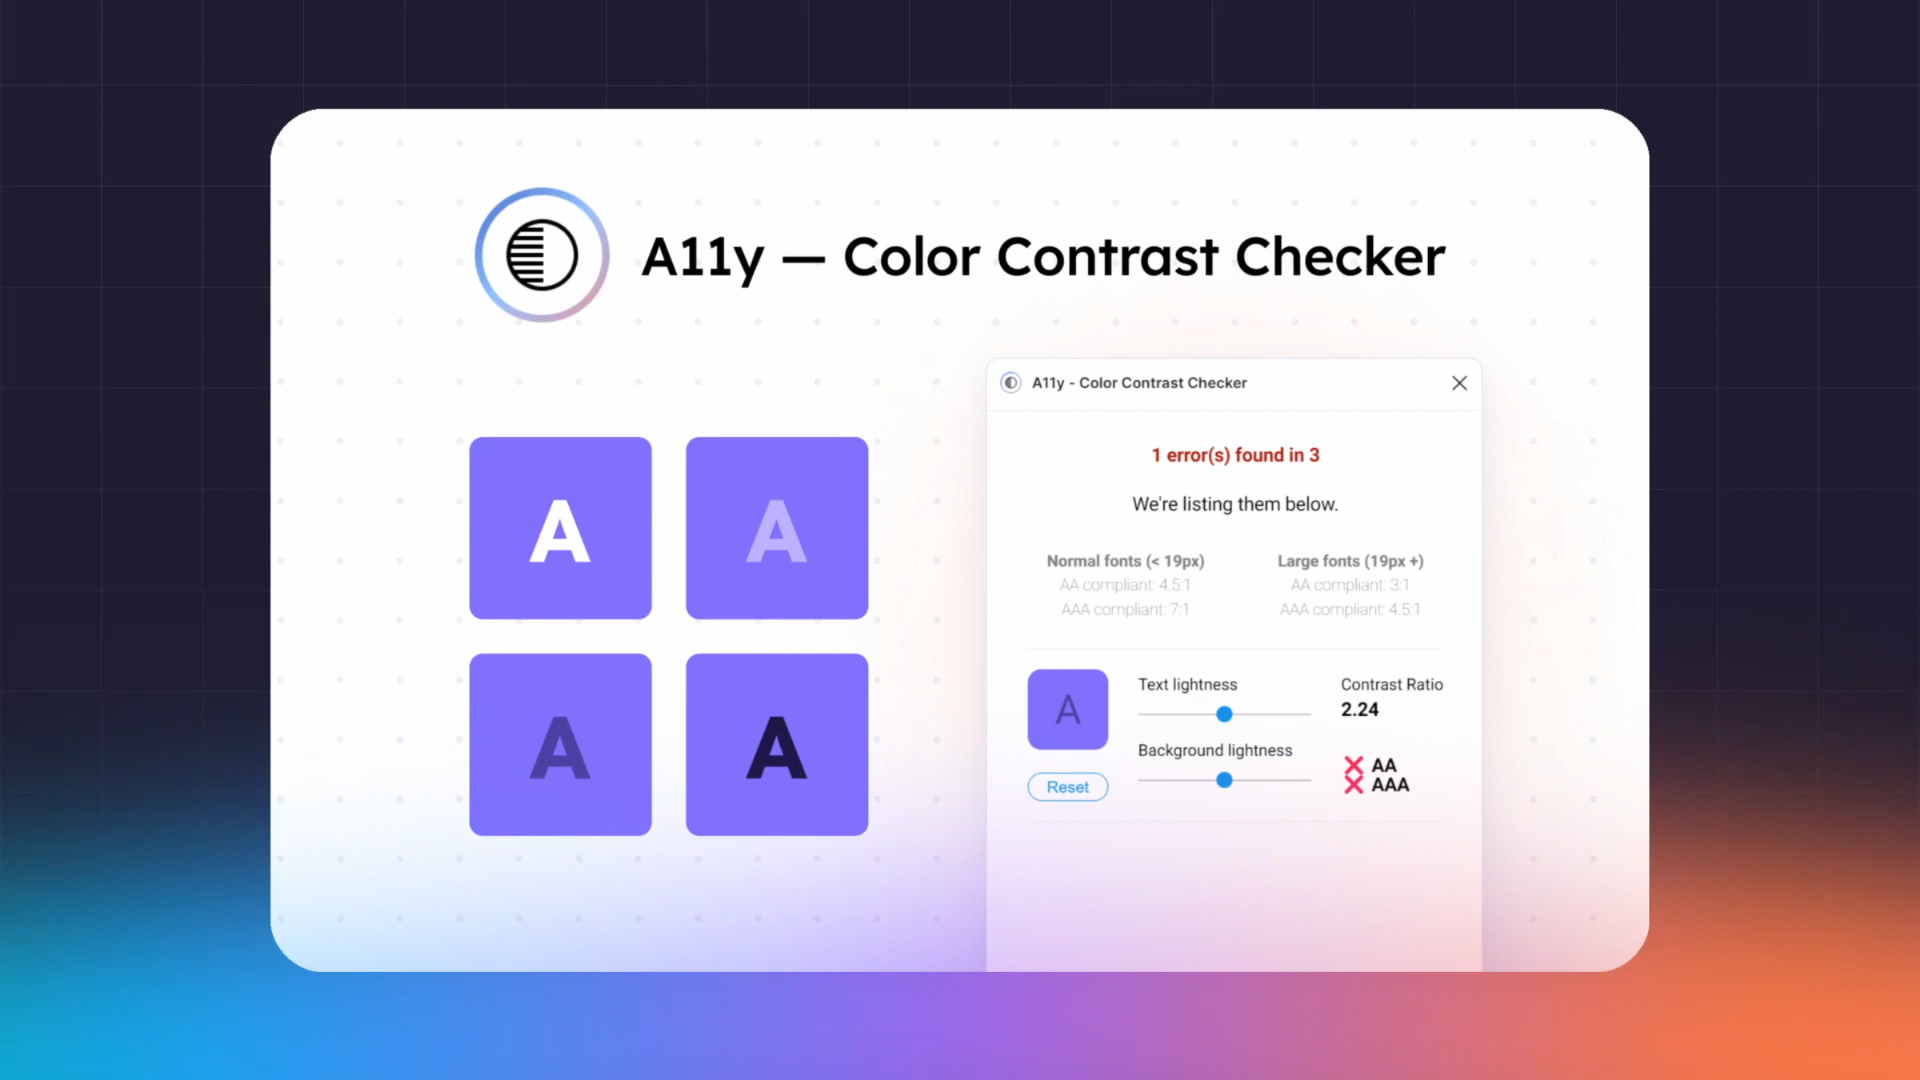 A11y — Color Contrast Checker
A
A
A
A
A11y - Color Contrast Checker
1 error(s) found in 3
We're listing them below.
Normal fonts (< 19px)
AA compliant: 4.5:1
AAA compliant: 7:1
Large fonts (19px +)
AA compliant: 3:1
AAA compliant: 4.5:1
A
Reset
Text lightness
Background lightness
Contrast Ratio
2.24
AA
AAA